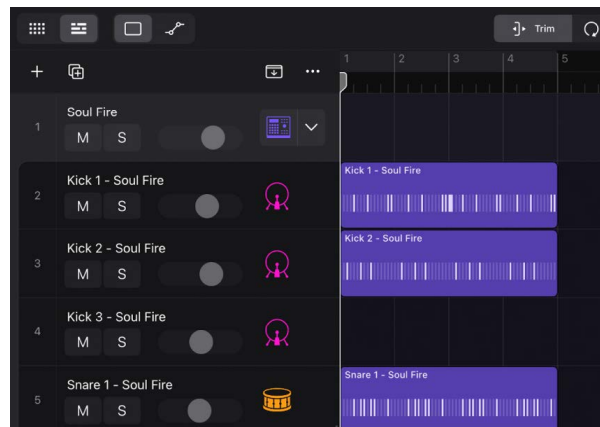 Trim
1 2 3 4 5
1
Soul Fire
M S
2
Kick 1 - Soul Fire
M S
Kick 1 - Soul Fire
3
Kick 2 - Soul Fire
M S
Kick 2 - Soul Fire
4
Kick 3 - Soul Fire
M S
5
Snare 1 - Soul Fire
M S
Snare 1 - Soul Fire